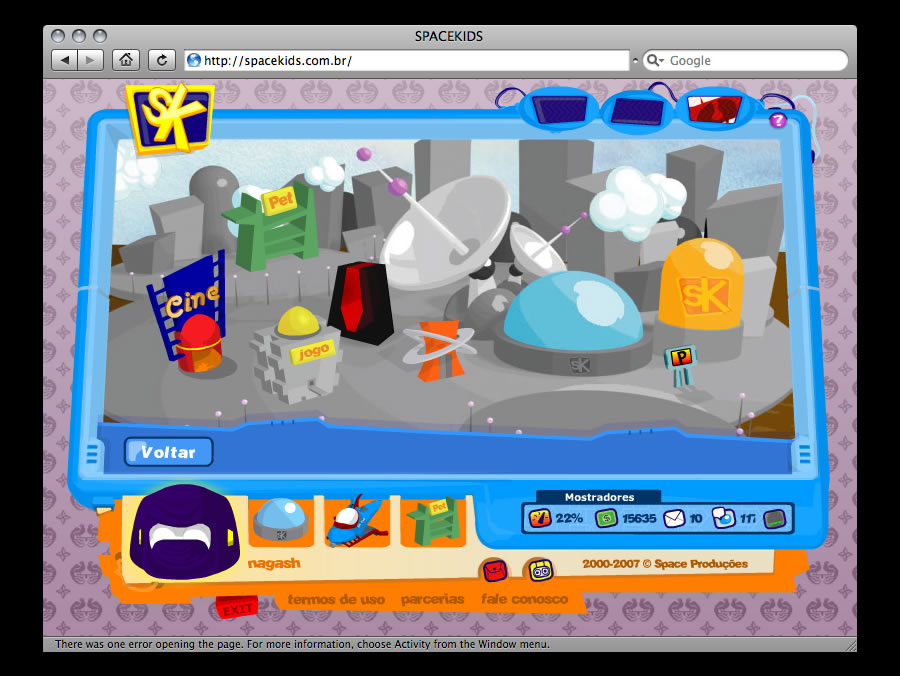 SPACEKIDS
http://spacekids.com.br/
Google
SK
?
Pet
Cine
jogo
sk
SK
P
Voltar
Mostradores
22% 15635 10 117
SK
Pet
nagash
2000-2007 © Space Produções
EXIT
termos de uso parcerias fale conosco
There was one error opening the page. For more information, choose Activity from the Window menu.